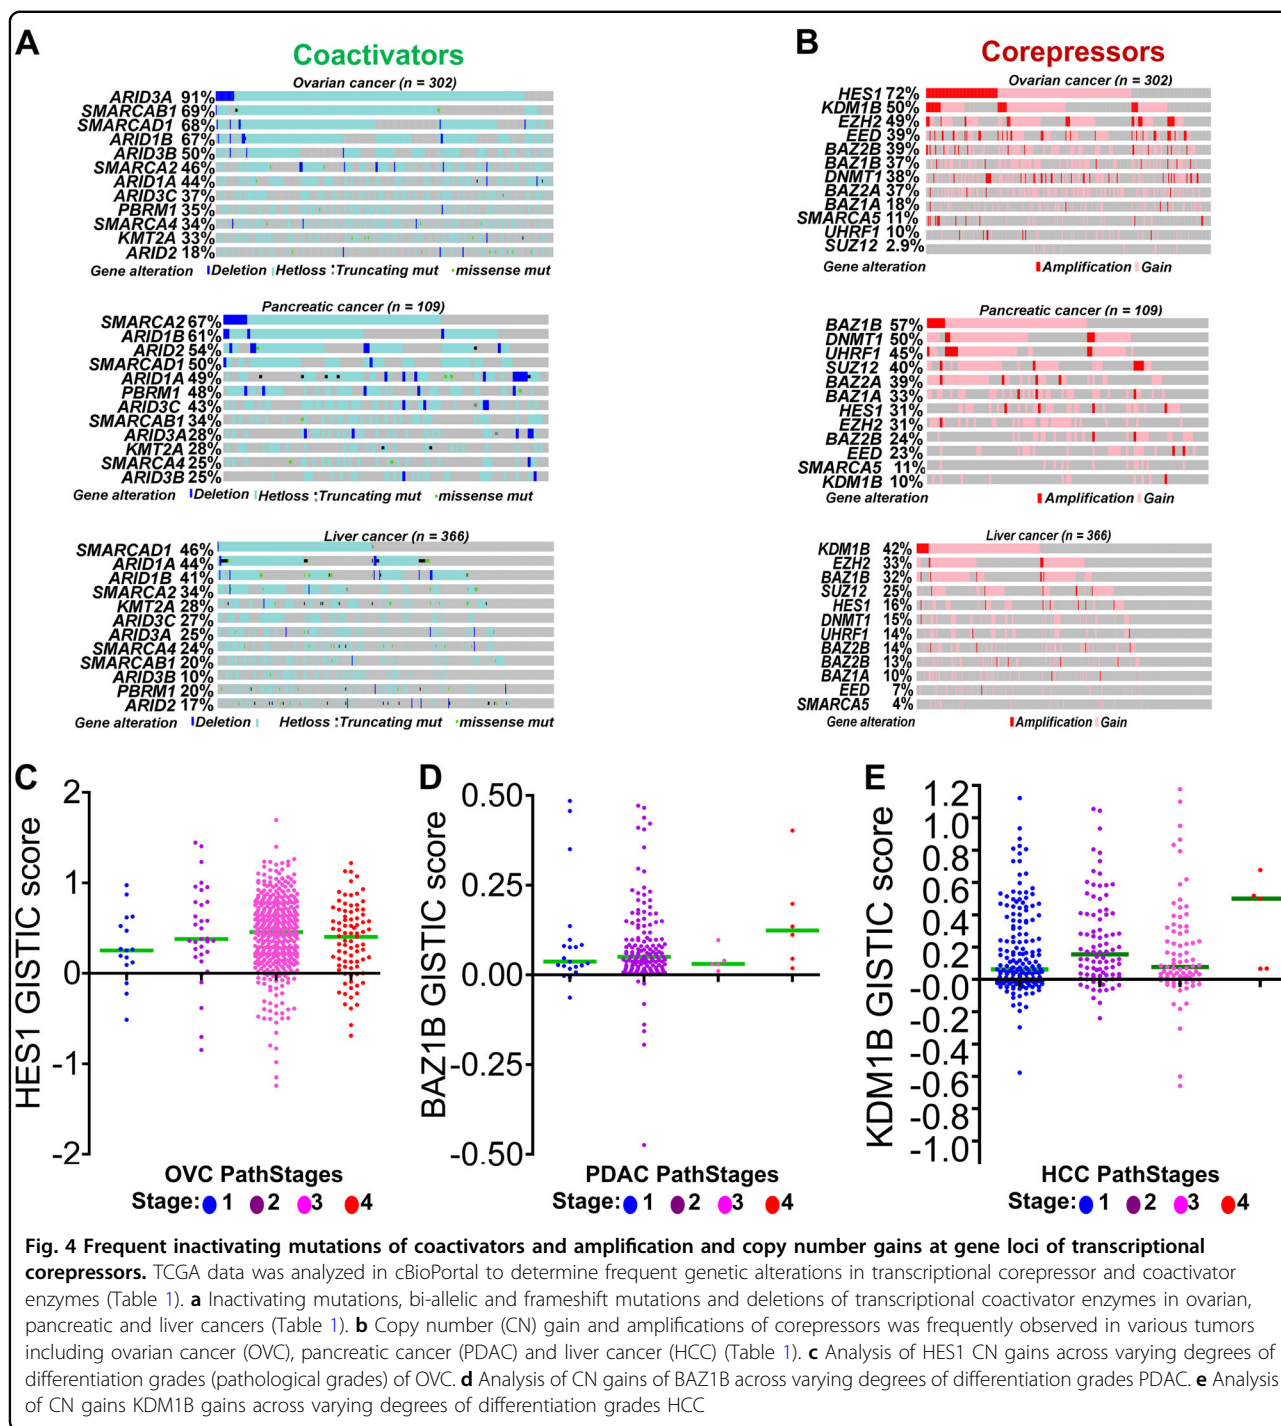 A
Coactivators
Ovarian cancer (n = 302)
ARID3A 91%
SMARCAB1 69%
SMARCAD1 68%
ARID1B 67%
ARID3B 50%
SMARCA2 46%
ARID1A 44%
ARID3C 37%
PBRM1 35%
SMARCA4 34%
KMT2A 33%
ARID2 18%
Gene alteration Deletion Hetloss Truncating mut missense mut
Pancreatic cancer (n = 109)
SMARCA2 67%
ARID1B 61%
ARID2 54%
SMARCAD1 50%
ARID1A 49%
PBRM1 48%
ARID3C 43%
SMARCAB1 34%
ARID3A 28%
KMT2A 28%
SMARCA4 25%
ARID3B 25%
Gene alteration Deletion Hetloss Truncating mut missense mut
Liver cancer (n = 366)
SMARCAD1 46%
ARID1A 44%
ARID1B 41%
SMARCA2 34%
KMT2A 28%
ARID3C 27%
ARID3A 25%
SMARCA4 24%
SMARCAB1 20%
ARID3B 10%
PBRM1 20%
ARID2 17%
Gene alteration Deletion Hetloss Truncating mut missense mut
B
Corepressors
Ovarian cancer (n = 302)
HES1 72%
KDM1B 50%
EZH2 49%
EED 39%
BAZ2B 39%
BAZ1B 37%
DNMT1 38%
BAZ2A 37%
BAZ1A 18%
SMARCA5 11%
UHRF1 10%
SUZ12 2.9%
Gene alteration Amplification Gain
Pancreatic cancer (n = 109)
BAZ1B 57%
DNMT1 50%
UHRF1 45%
SUZ12 40%
BAZ2A 39%
BAZ1A 33%
HES1 31%
EZH2 31%
BAZ2B 24%
EED 23%
SMARCA5 11%
KDM1B 10%
Gene alteration Amplification Gain
Liver cancer (n = 366)
KDM1B 42%
EZH2 33%
BAZ1B 32%
SUZ12 25%
HES1 16%
DNMT1 15%
UHRF1 14%
BAZ2B 14%
BAZ2B 13%
BAZ1A 10%
EED 7%
SMARCA5 4%
Gene alteration Amplification Gain
C
HES1 GISTIC score
2
1
0
-1
-2
OVC PathStages
Stage: 1 2 3 4
D
BAZ1B GISTIC score
0.50
0.25
0.00
-0.25
-0.50
PDAC PathStages
Stage: 1 2 3 4
E
KDM1B GISTIC score
1.2
1.0
0.8
0.6
0.4
0.2
-0.0
-0.2
-0.4
-0.6
-0.8
-1.0
HCC PathStages
Stage: 1 2 3 4
Fig. 4 Frequent inactivating mutations of coactivators and amplification and copy number gains at gene loci of transcriptional
corepressors. TCGA data was analyzed in cBioPortal to determine frequent genetic alterations in transcriptional corepressor and coactivator
enzymes (Table 1). a Inactivating mutations, bi-allelic and frameshift mutations and deletions of transcriptional coactivator enzymes in ovarian,
pancreatic and liver cancers (Table 1). b Copy number (CN) gain and amplifications of corepressors was frequently observed in various tumors
including ovarian cancer (OVC), pancreatic cancer (PDAC) and liver cancer (HCC) (Table 1). c Analysis of HES1 CN gains across varying degrees of
differentiation grades (pathological grades) of OVC. d Analysis of CN gains of BAZ1B across varying degrees of differentiation grades PDAC. e Analysis
of CN gains KDM1B gains across varying degrees of differentiation grades HCC